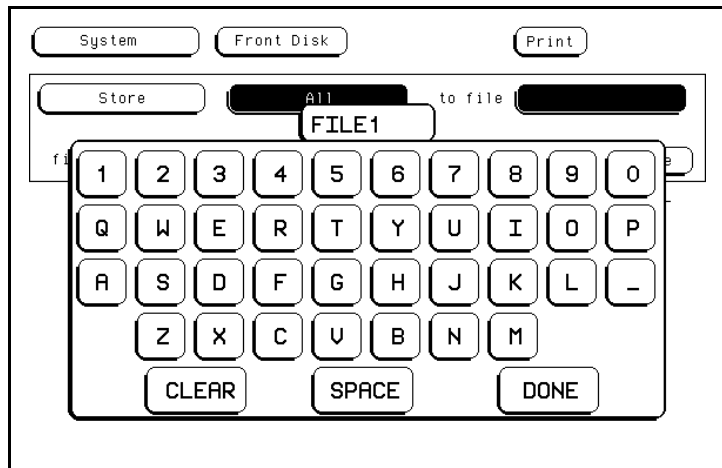 System Front Disk Print
Store All to file
FILE1
fi e
1 2 3 4 5 6 7 8 9 0
Q W E R T Y U I O P
A S D F G H J K L _
Z X C V B N M
CLEAR SPACE DONE